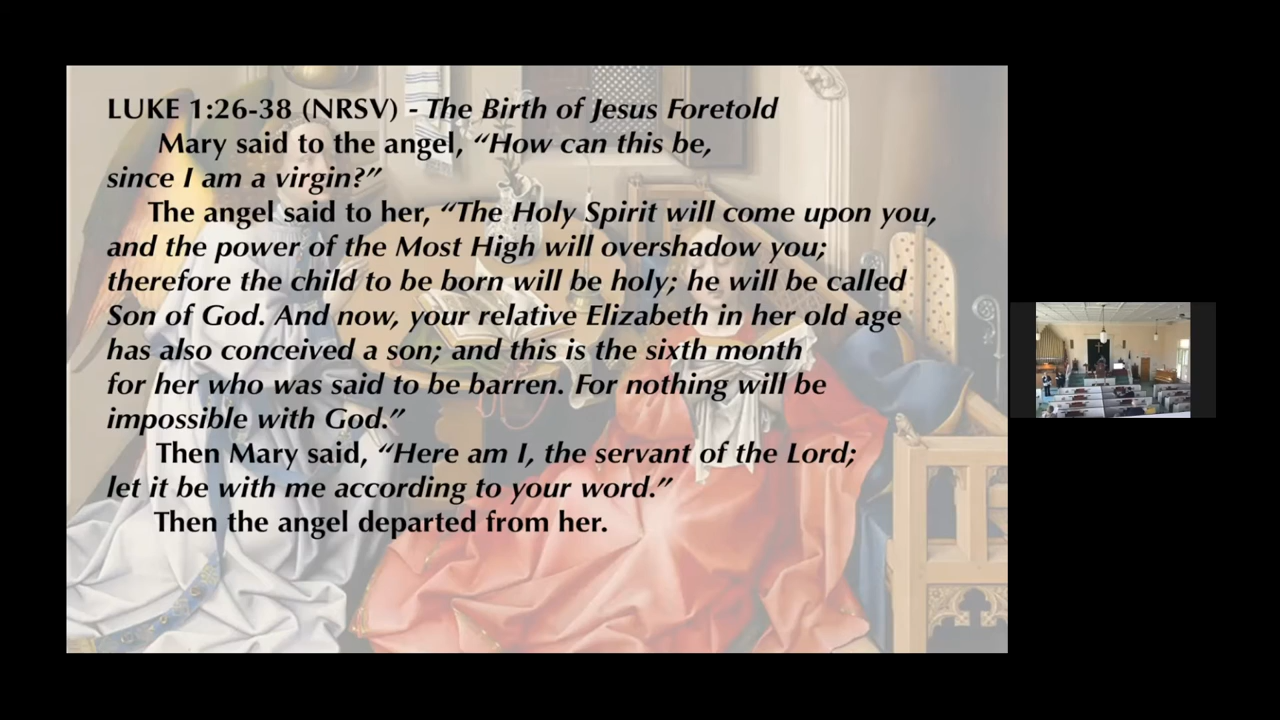 LUKE 1:26-38 (NRSV) - The Birth of Jesus Foretold
Mary said to the angel, “How can this be,
since I am a virgin?”
The angel said to her, “The Holy Spirit will come upon you,
and the power of the Most High will overshadow you;
therefore the child to be born will be holy; he will be called
Son of God. And now, your relative Elizabeth in her old age
has also conceived a son; and this is the sixth month
for her who was said to be barren. For nothing will be
impossible with God.”
Then Mary said, “Here am I, the servant of the Lord;
let it be with me according to your word.”
Then the angel departed from her.